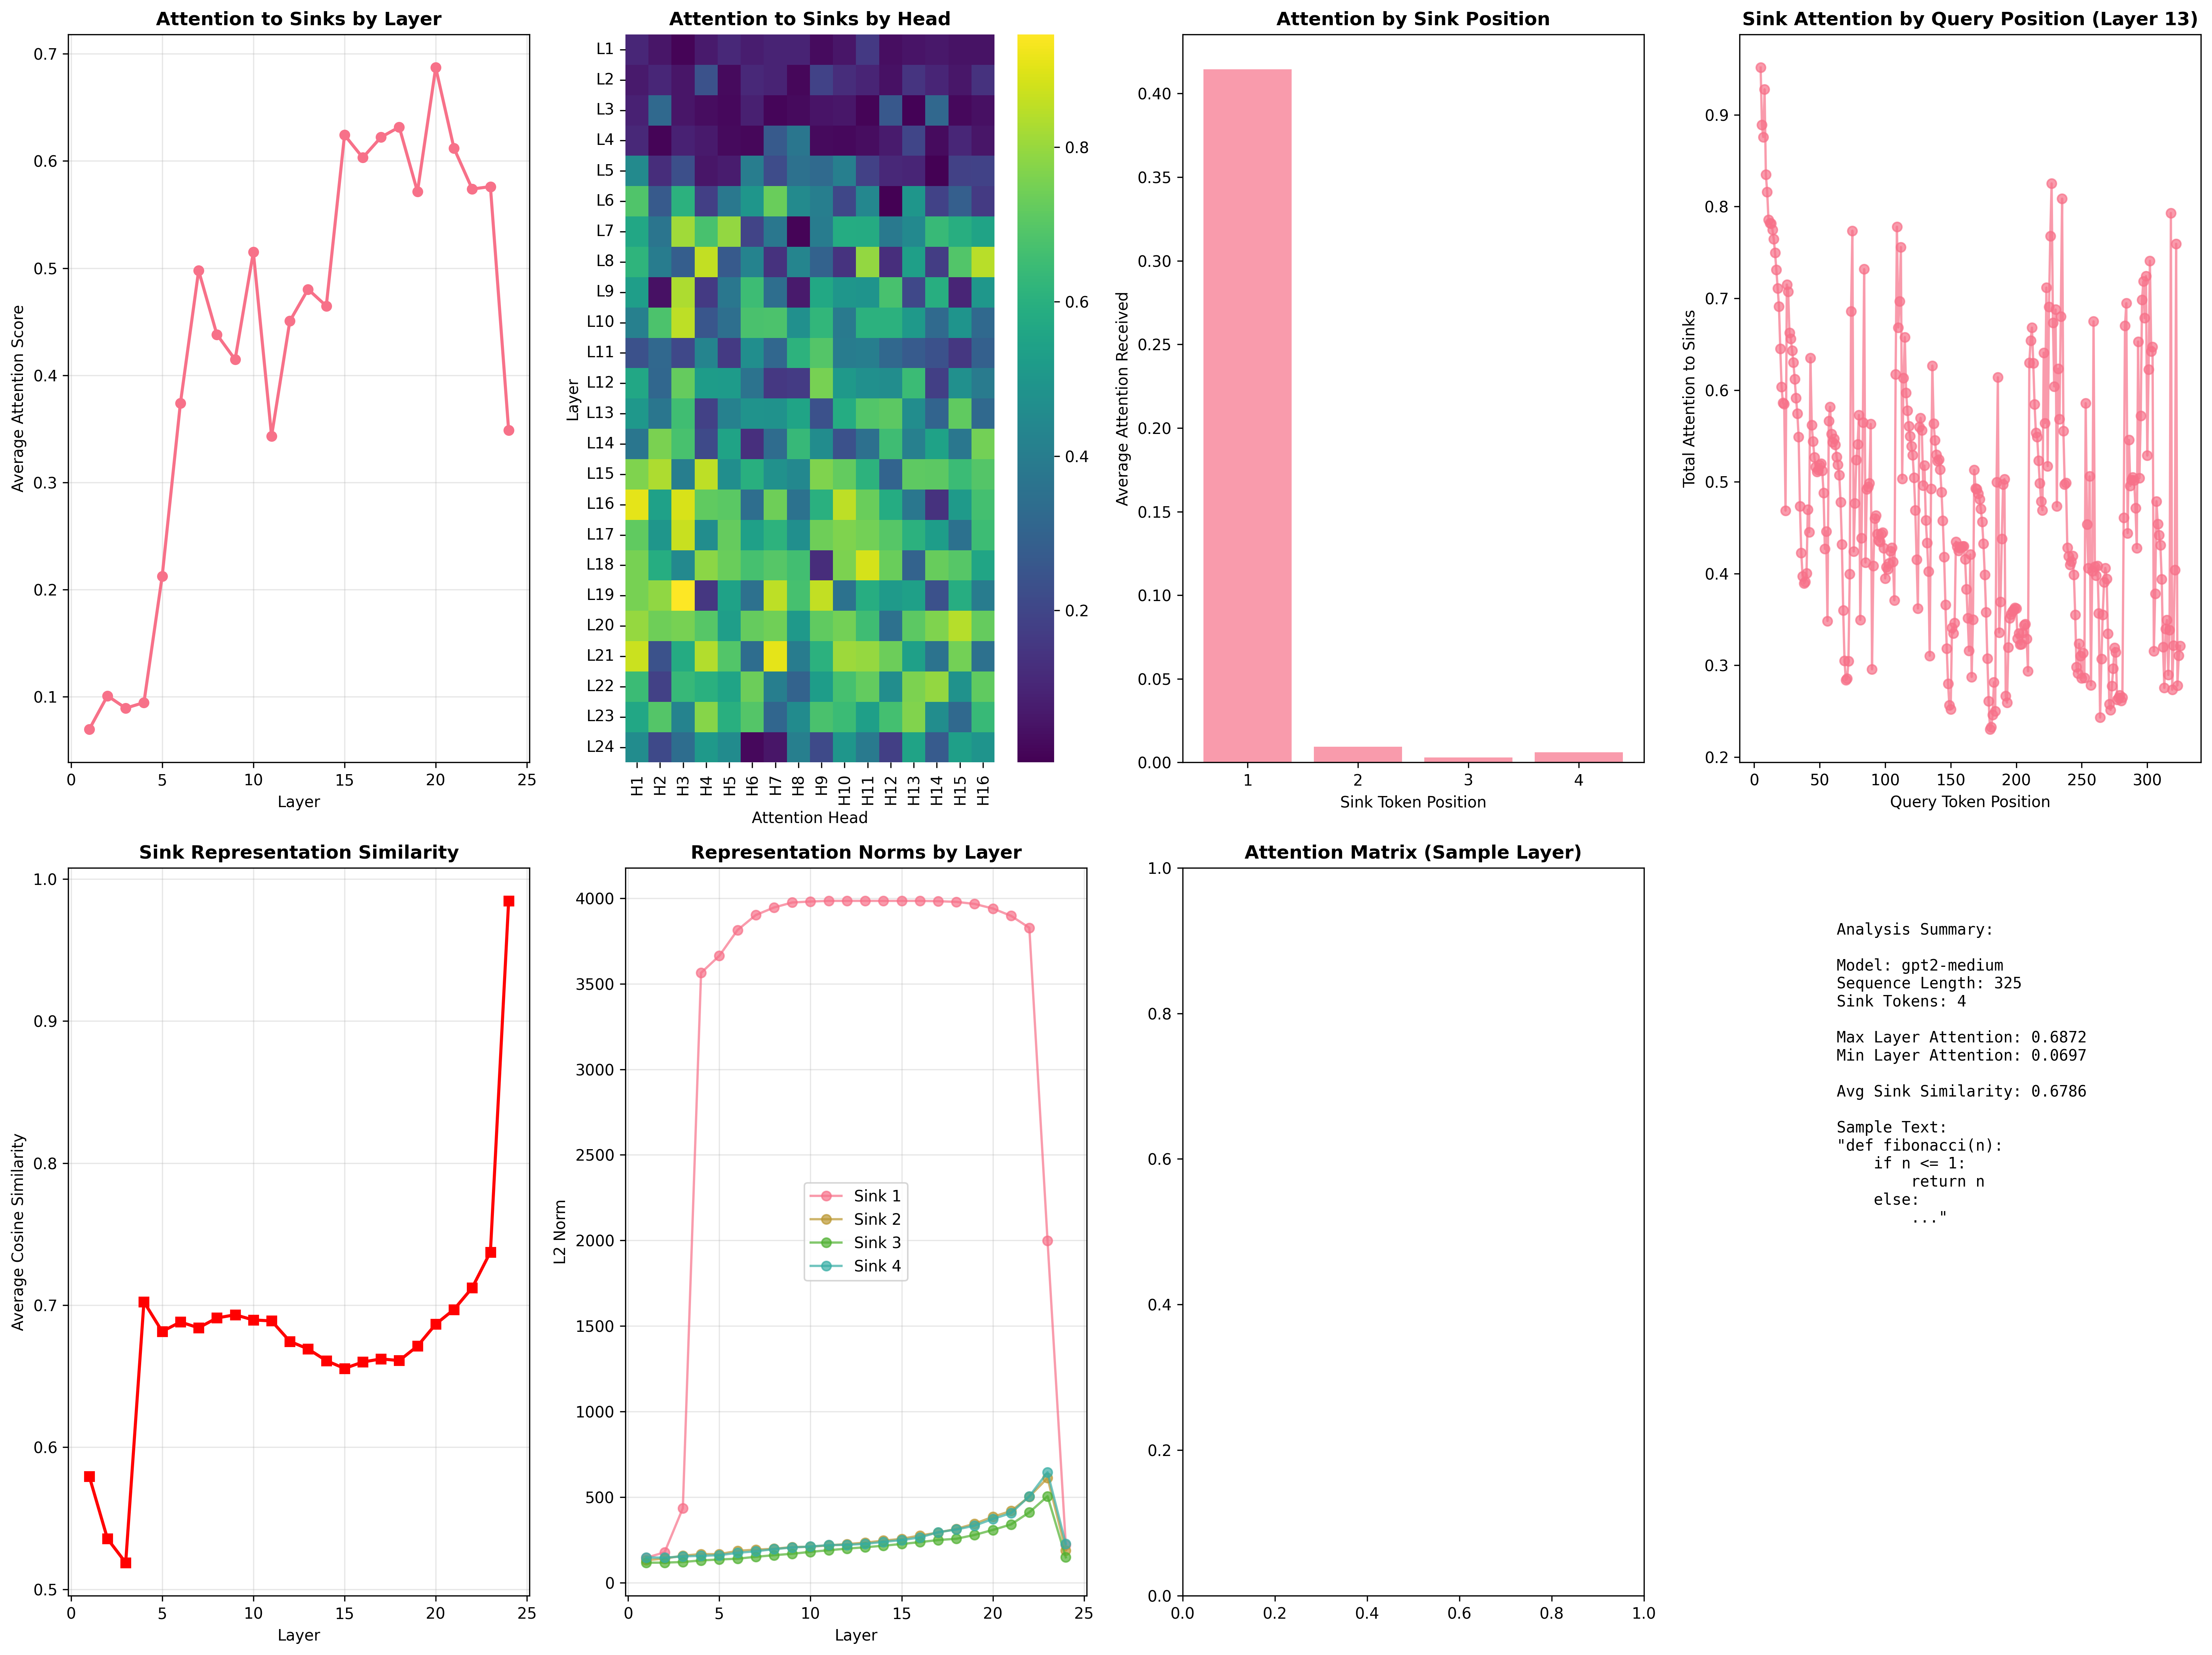 Attention to Sinks by Layer
Average Attention Score
0.7
0.6
0.5
0.4
0.3
0.2
0.1
0 5 10 15 20 25
Layer
Attention to Sinks by Head
Layer
L1
L2
L3
L4
L5
L6
L7
L8
L9
L10
L11
L12
L13
L14
L15
L16
L17
L18
L19
L20
L21
L22
L23
L24
H1 H2 H3 H4 H5 H6 H7 H8 H9 H10 H11 H12 H13 H14 H15 H16
Attention Head
0.8
0.6
0.4
0.2
Attention by Sink Position
Average Attention Received
0.40
0.35
0.30
0.25
0.20
0.15
0.10
0.05
0.00
1 2 3 4
Sink Token Position
Sink Attention by Query Position (Layer 13)
Total Attention to Sinks
0.9
0.8
0.7
0.6
0.5
0.4
0.3
0.2
0 50 100 150 200 250 300
Query Token Position
Sink Representation Similarity
Average Cosine Similarity
1.0
0.9
0.8
0.7
0.6
0.5
0 5 10 15 20 25
Layer
Representation Norms by Layer
L2 Norm
4000
3500
3000
2500
2000
1500
1000
500
0
Sink 1
Sink 2
Sink 3
Sink 4
0 5 10 15 20 25
Layer
Attention Matrix (Sample Layer)
1.0
0.8
0.6
0.4
0.2
0.0
0.0 0.2 0.4 0.6 0.8 1.0
Analysis Summary:
Model: gpt2-medium
Sequence Length: 325
Sink Tokens: 4
Max Layer Attention: 0.6872
Min Layer Attention: 0.0697
Avg Sink Similarity: 0.6786
Sample Text:
"def fibonacci(n):
    if n <= 1:
        return n
    else:
        ..."